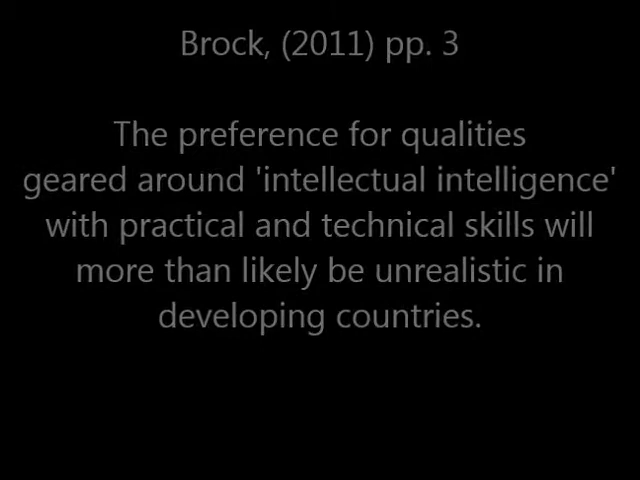 Brock, (2011) pp. 3
The preference for qualities
geared around 'intellectual intelligence'
with practical and technical skills will
more than likely be unrealistic in
developing countries.